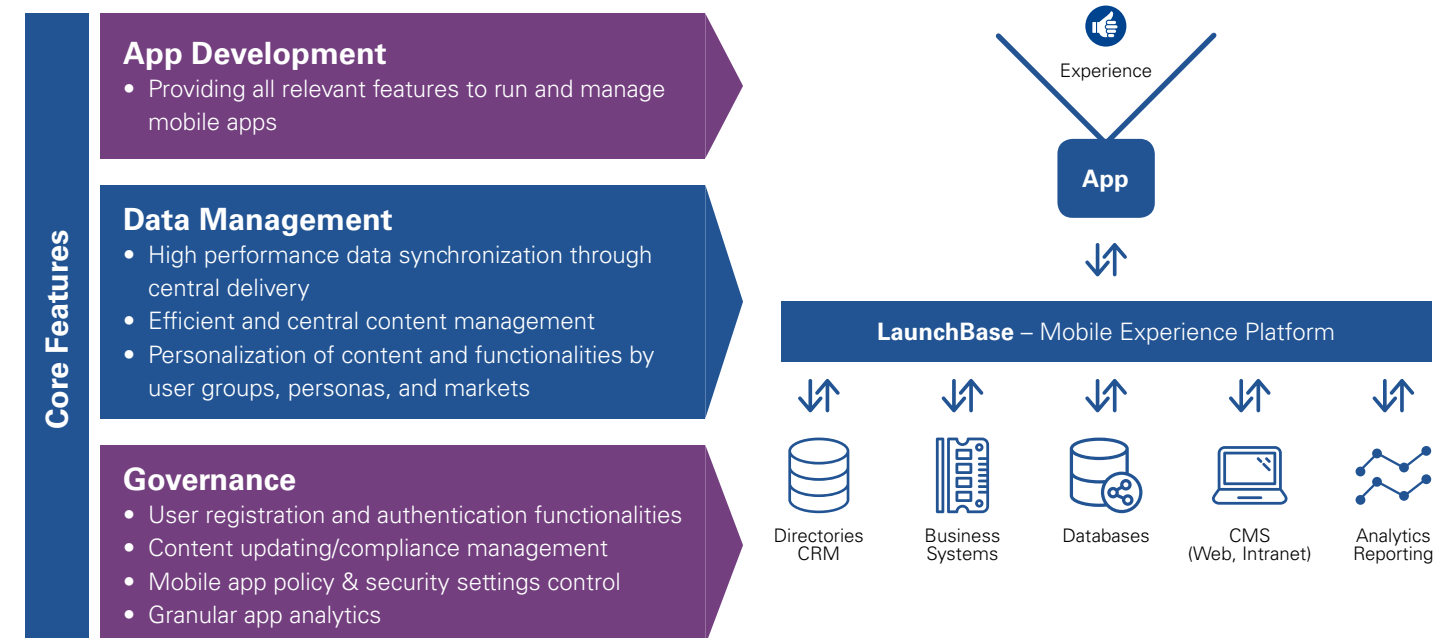 Core Features
App Development
• Providing all relevant features to run and manage
mobile apps
Data Management
• High performance data synchronization through
central delivery
• Efficient and central content management
• Personalization of content and functionalities by
user groups, personas, and markets
Governance
• User registration and authentication functionalities
• Content updating/compliance management
• Mobile app policy & security settings control
• Granular app analytics
Experience
App
LaunchBase – Mobile Experience Platform
Directories
CRM
Business
Systems
Databases
CMS
(Web, Intranet)
Analytics
Reporting